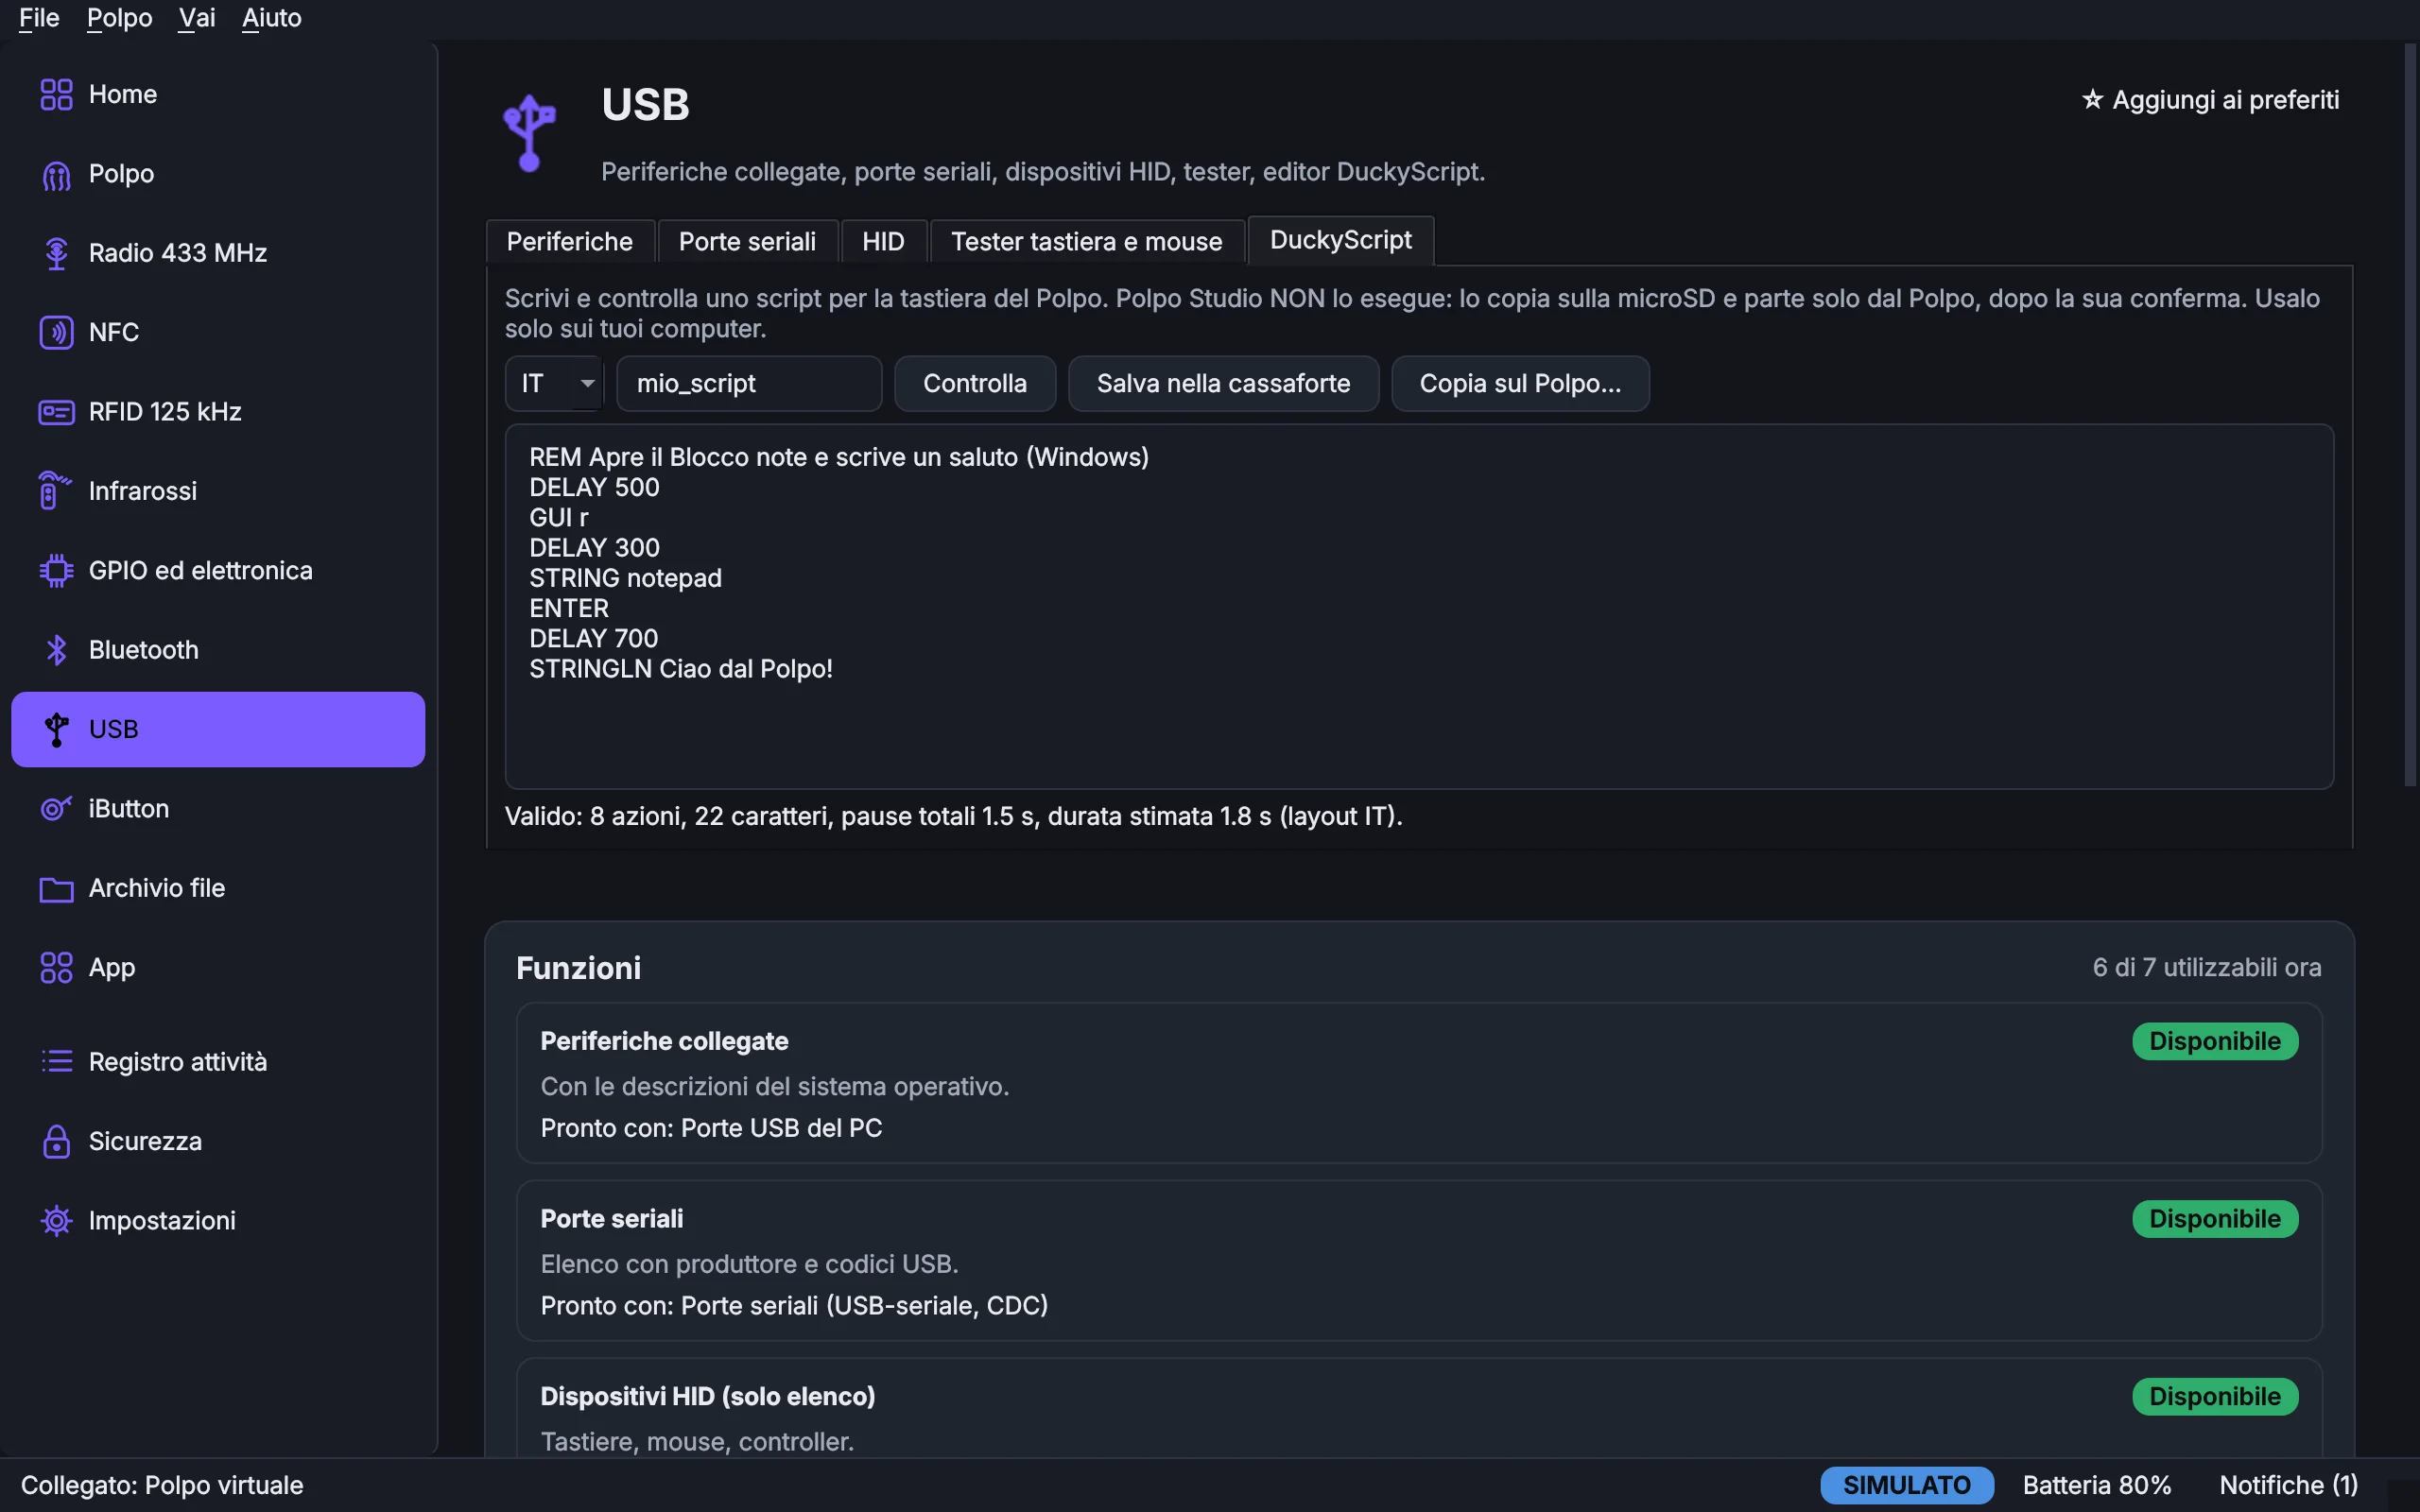 File Polpo Vai Aiuto
Home
Polpo
Radio 433 MHz
NFC
RFID 125 kHz
Infrarossi
GPIO ed elettronica
Bluetooth
USB
iButton
Archivio file
App
Registro attività
Sicurezza
Impostazioni
USB
☆ Aggiungi ai preferiti
Periferiche collegate, porte seriali, dispositivi HID, tester, editor DuckyScript.
Periferiche Porte seriali HID Tester tastiera e mouse DuckyScript
Scrivi e controlla uno script per la tastiera del Polpo. Polpo Studio NON lo esegue: lo copia sulla microSD e parte solo dal Polpo, dopo la sua conferma. Usalo
solo sui tuoi computer.
IT mio_script Controlla Salva nella cassaforte Copia sul Polpo...
REM Apre il Blocco note e scrive un saluto (Windows)
DELAY 500
GUI r
DELAY 300
STRING notepad
ENTER
DELAY 700
STRINGLN Ciao dal Polpo!
Valido: 8 azioni, 22 caratteri, pause totali 1.5 s, durata stimata 1.8 s (layout IT).
Funzioni
6 di 7 utilizzabili ora
Periferiche collegate
Disponibile
Con le descrizioni del sistema operativo.
Pronto con: Porte USB del PC
Porte seriali
Disponibile
Elenco con produttore e codici USB.
Pronto con: Porte seriali (USB-seriale, CDC)
Dispositivi HID (solo elenco)
Disponibile
Tastiere, mouse, controller.
Collegato: Polpo virtuale
SIMULATO Batteria 80% Notifiche (1)